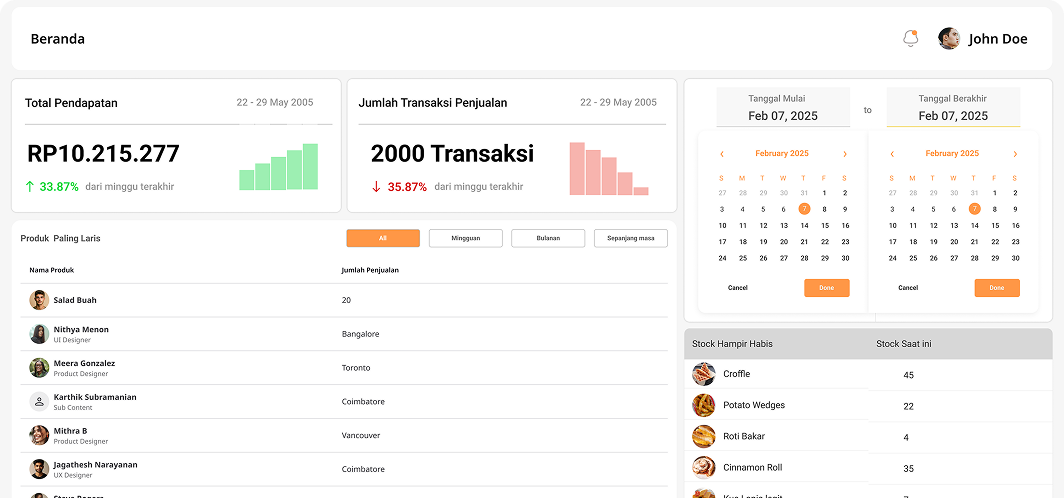 Beranda
John Doe
Total Pendapatan
22 - 29 May 2005
RP10.215.277
33.87% dari minggu terakhir
Jumlah Transaksi Penjualan
22 - 29 May 2005
2000 Transaksi
35.87% dari minggu terakhir
Tanggal Mulai
Feb 07, 2025
to
Tanggal Berakhir
Feb 07, 2025
February 2025
S M T W T F S
27 28 29 30 31 1 2
3 4 5 6 7 8 9
10 11 12 13 14 15 16
17 18 19 20 21 22 23
24 25 26 27 28 29 30
Cancel Done
February 2025
S M T W T F S
27 28 29 30 31 1 2
3 4 5 6 7 8 9
10 11 12 13 14 15 16
17 18 19 20 21 22 23
24 25 26 27 28 29 30
Cancel Done
Produk Paling Laris
All Mingguan Bulanan Sepanjang masa
Nama Produk Jumlah Penjualan
Salad Buah 20
Nithya Menon
UI Designer
Bangalore
Meera Gonzalez
Product Designer
Toronto
Karthik Subramanian
Sub Content
Coimbatore
Mithra B
Product Designer
Vancouver
Jagathesh Narayanan
UX Designer
Coimbatore
Steve Rogers
Stock Hampir Habis Stock Saat ini
Croffle 45
Potato Wedges 22
Roti Bakar 4
Cinnamon Roll 35
Kue Lapis legit